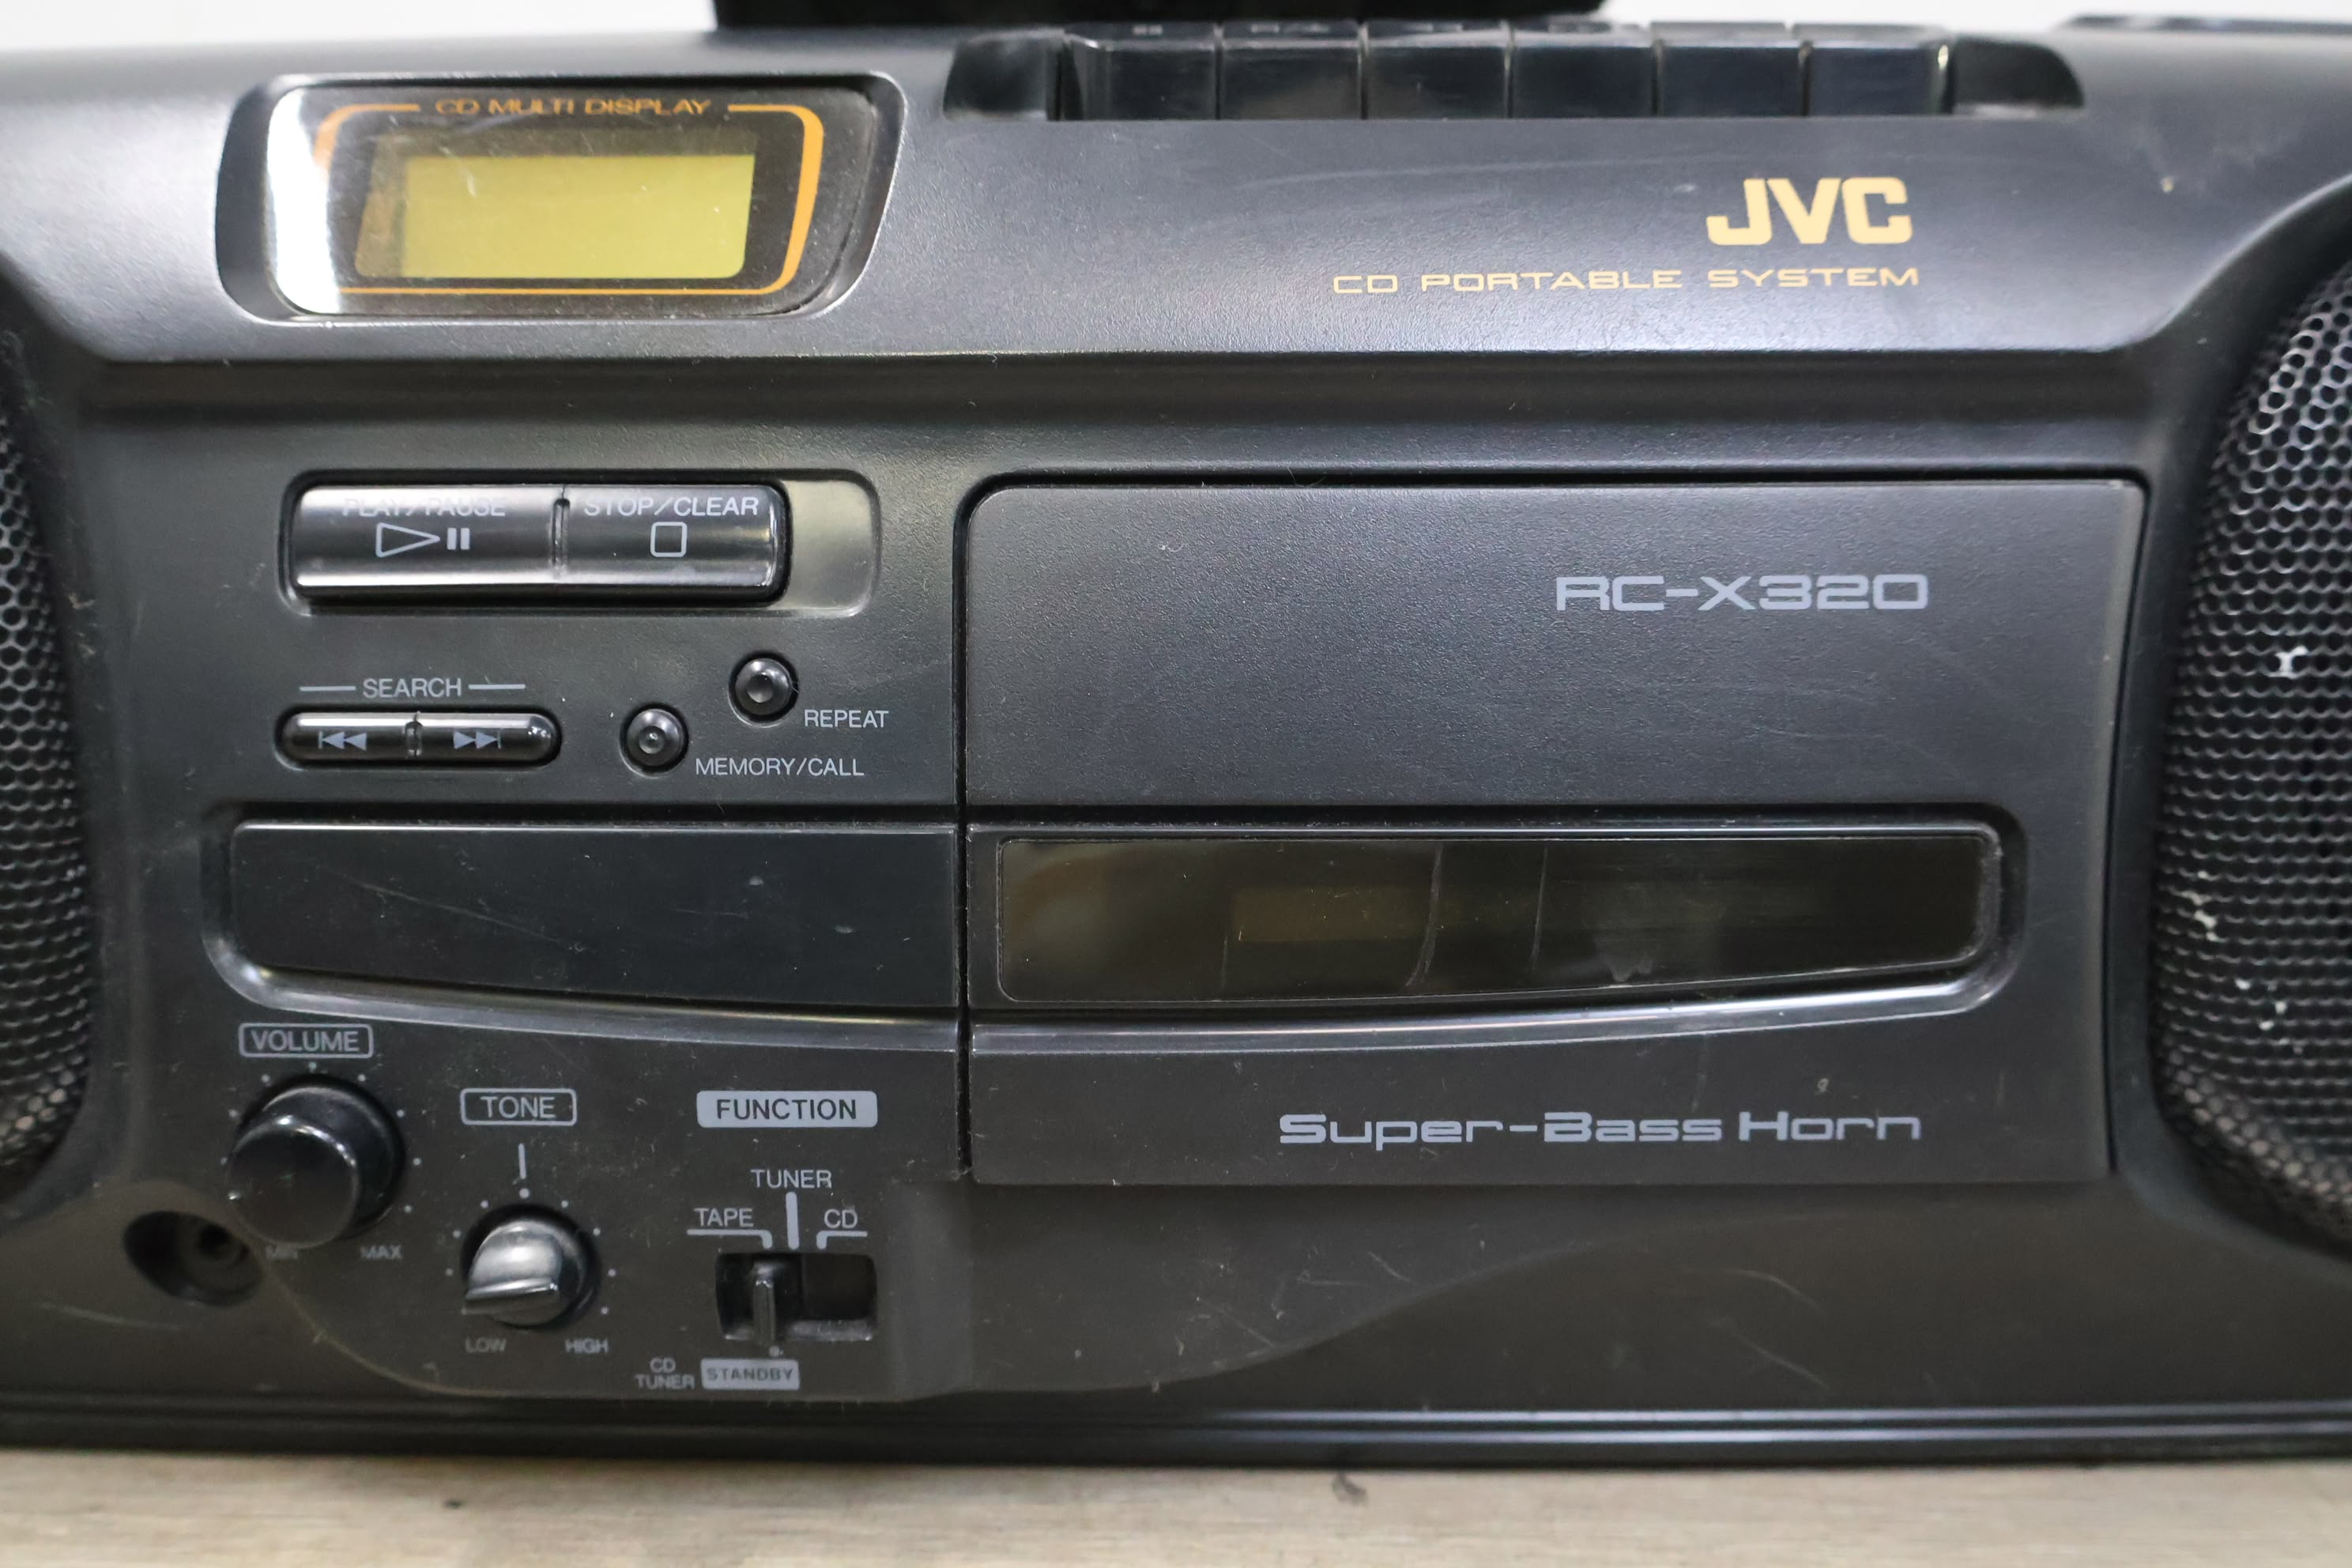 CD MULTI DISPLAY
JVC
CD PORTABLE SYSTEM
PLAY/PAUSE
STOP/CLEAR
RC-X320
SEARCH
REPEAT
MEMORY/CALL
VOLUME
MIN
MAX
TONE
LOW
HIGH
FUNCTION
TUNER
TAPE
CD
CD
TUNER
STANDBY
Super-Bass Horn